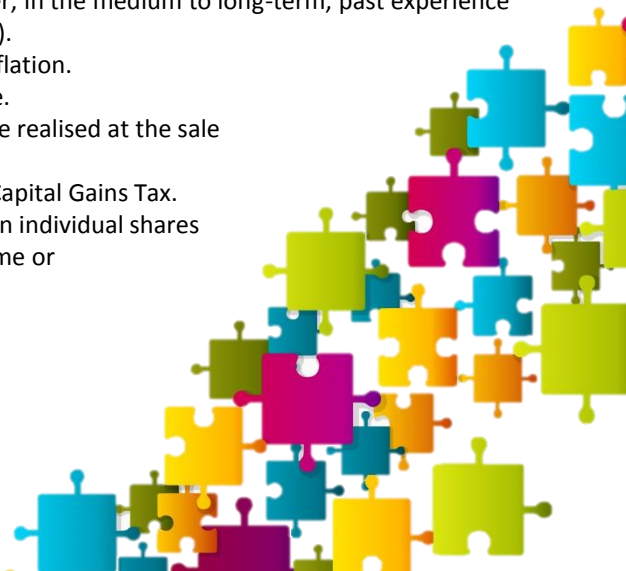 er, in the medium to long-term, past experience
).
flation.
e.
e realised at the sale
Capital Gains Tax.
n individual shares
me or